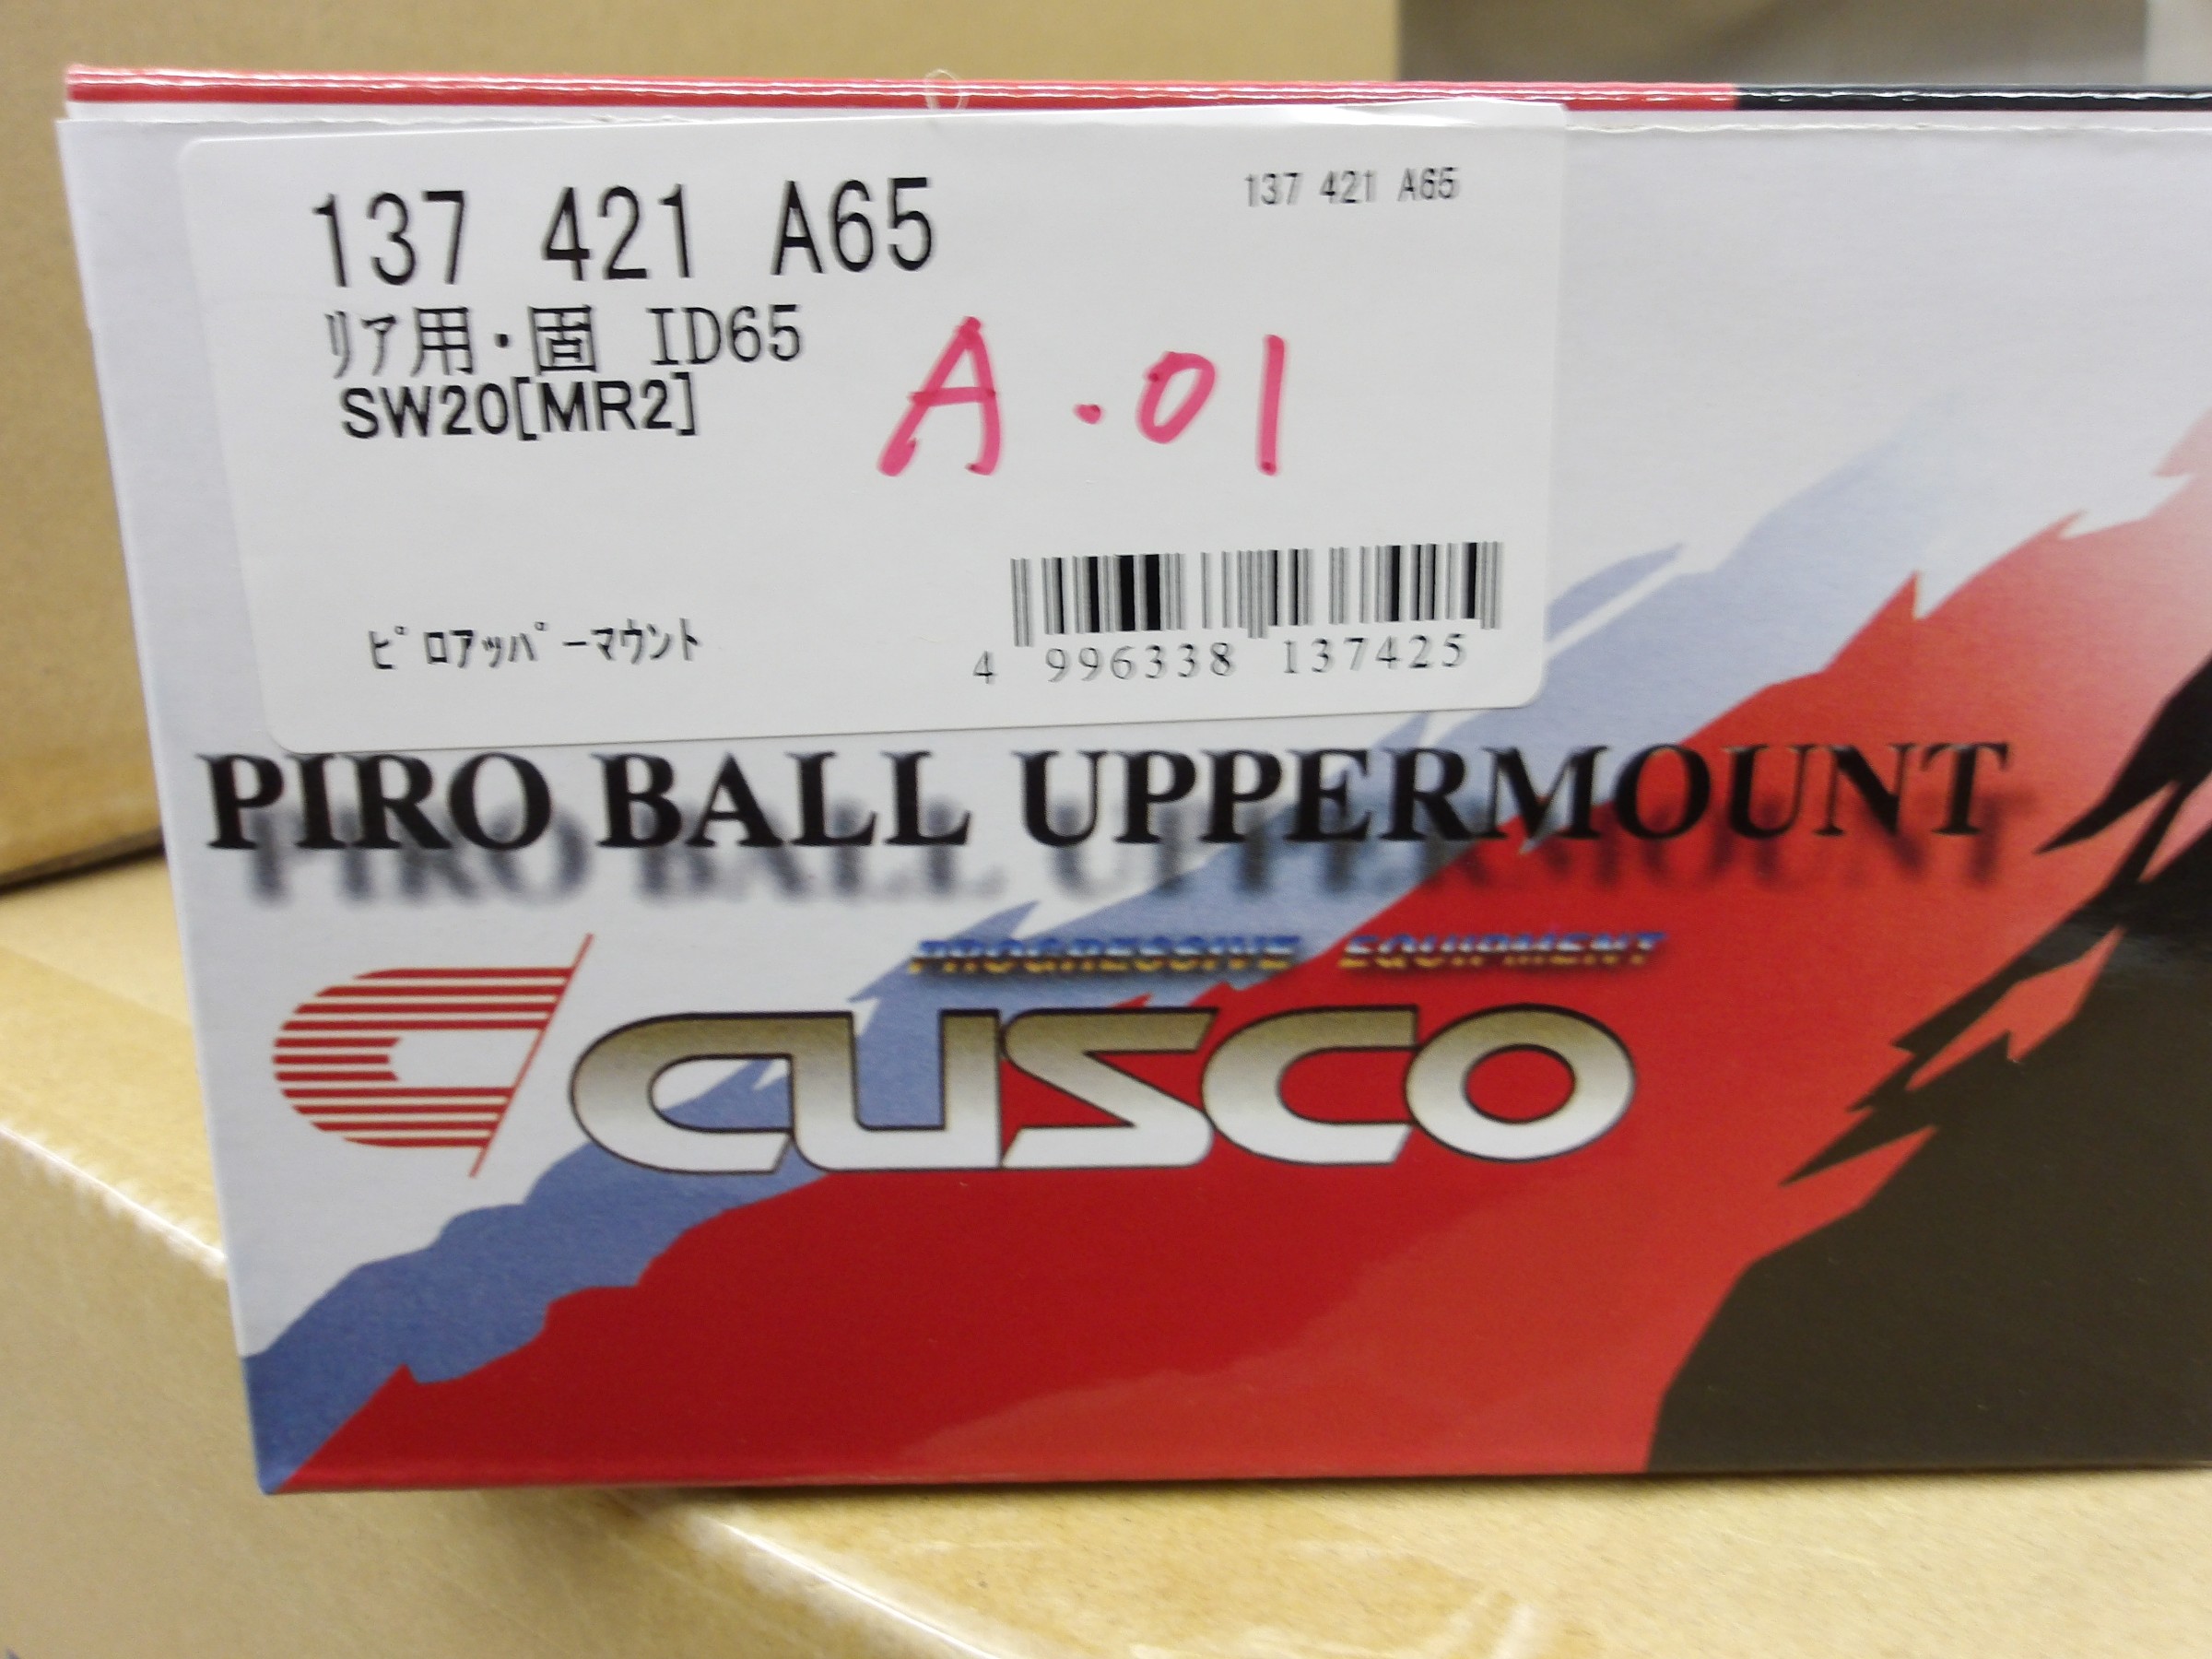 137 421 A65
137 421 A65
ﾘｱ用・固 ID65
SW20[MR2]
A.01
ﾋﾟﾛｱｯﾊﾟｰﾏｳﾝﾄ
4 996338 137425
PIRO BALL UPPERMOUNT
PROGRESSIVE EQUIPMENT
CUSCO